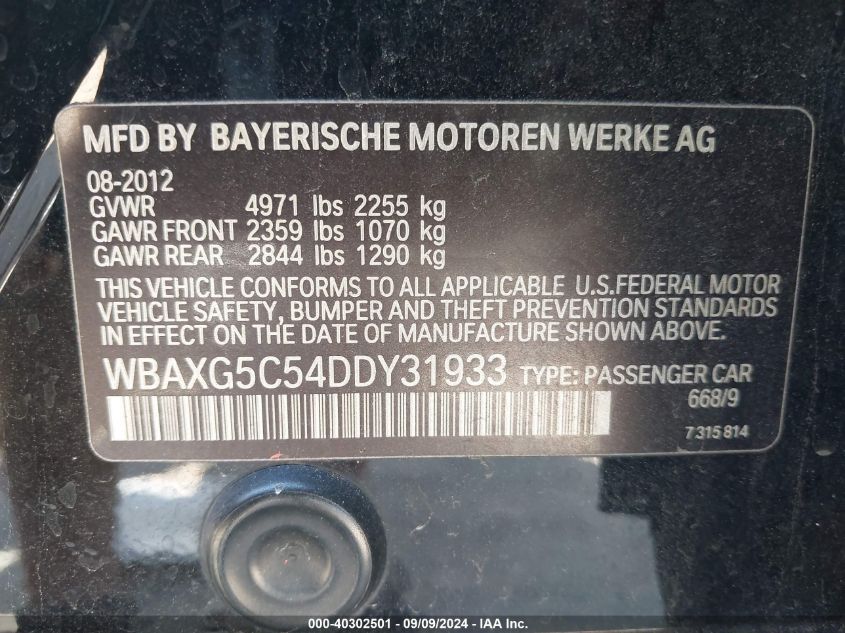 MFD BY BAYERISCHE MOTOREN WERKE AG
08-2012
GVWR 4971 lbs 2255 kg
GAWR FRONT 2359 lbs 1070 kg
GAWR REAR 2844 lbs 1290 kg
THIS VEHICLE CONFORMS TO ALL APPLICABLE U.S.FEDERAL MOTOR
VEHICLE SAFETY, BUMPER AND THEFT PREVENTION STANDARDS
IN EFFECT ON THE DATE OF MANUFACTURE SHOWN ABOVE.
WBAXG5C54DDY31933 TYPE: PASSENGER CAR
668/9
7 315 814
000-40302501 - 09/09/2024 - IAA Inc.